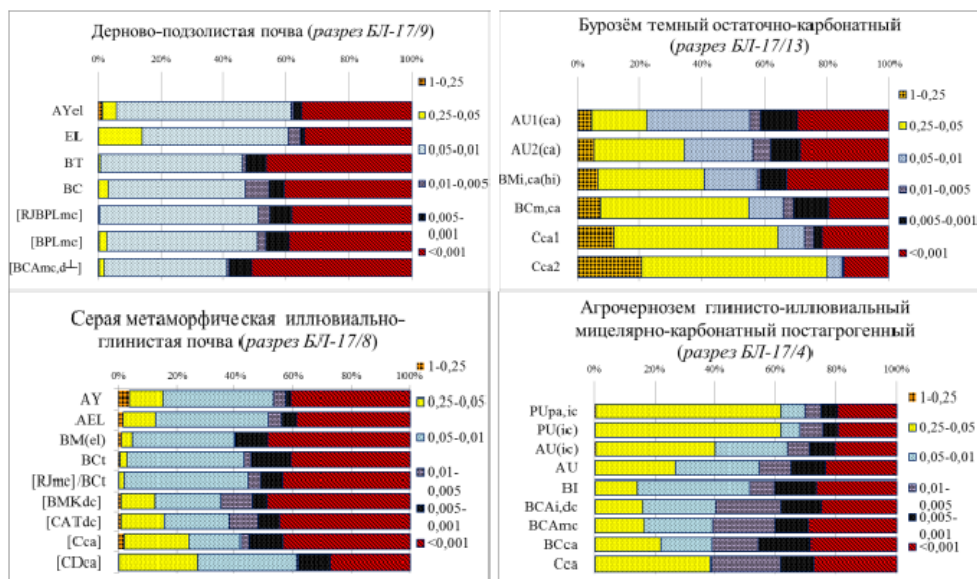 Дерново-подзолистая почва (разрез БЛ-17/9)
0% 20% 40% 60% 80% 100%
AYel
EL
BT
BC
[RJBPLmc]
[BPLmc]
[BCAmc,d┴]
1-0,25
0,25-0,05
0,05-0,01
0,01-0,005
0,005-
0,001
<0,001
Бурозём темный остаточно-карбонатный
(разрез БЛ-17/13)
0% 20% 40% 60% 80% 100%
AU1(ca)
AU2(ca)
BMi,ca(hi)
BCm,ca
Cca1
Cca2
1-0,25
0,25-0,05
0,05-0,01
0,01-0,005
0,005-0,001
<0,001
Серая метаморфическая иллювиально-
глинистая почва (разрез БЛ-17/8)
0% 20% 40% 60% 80% 100%
AY
AEL
BM(el)
BCt
[RJmc]/BCt
[BMKdc]
[CATdc]
[Cca]
[CDca]
1-0,25
0,25-0,05
0,05-0,01
0,01-
0,005
0,005-
0,001
<0,001
Агрочернозем глинисто-иллювиальный
мицелярно-карбонатный постагрогенный
(разрез БЛ-17/4)
0% 20% 40% 60% 80% 100%
PUpa,ic
PU(ic)
AU(ic)
AU
BI
BCAi,dc
BCAmc
BCca
Cca
1-0,25
0,25-0,05
0,05-0,01
0,01-
0,005
0,005-
0,001
<0,001